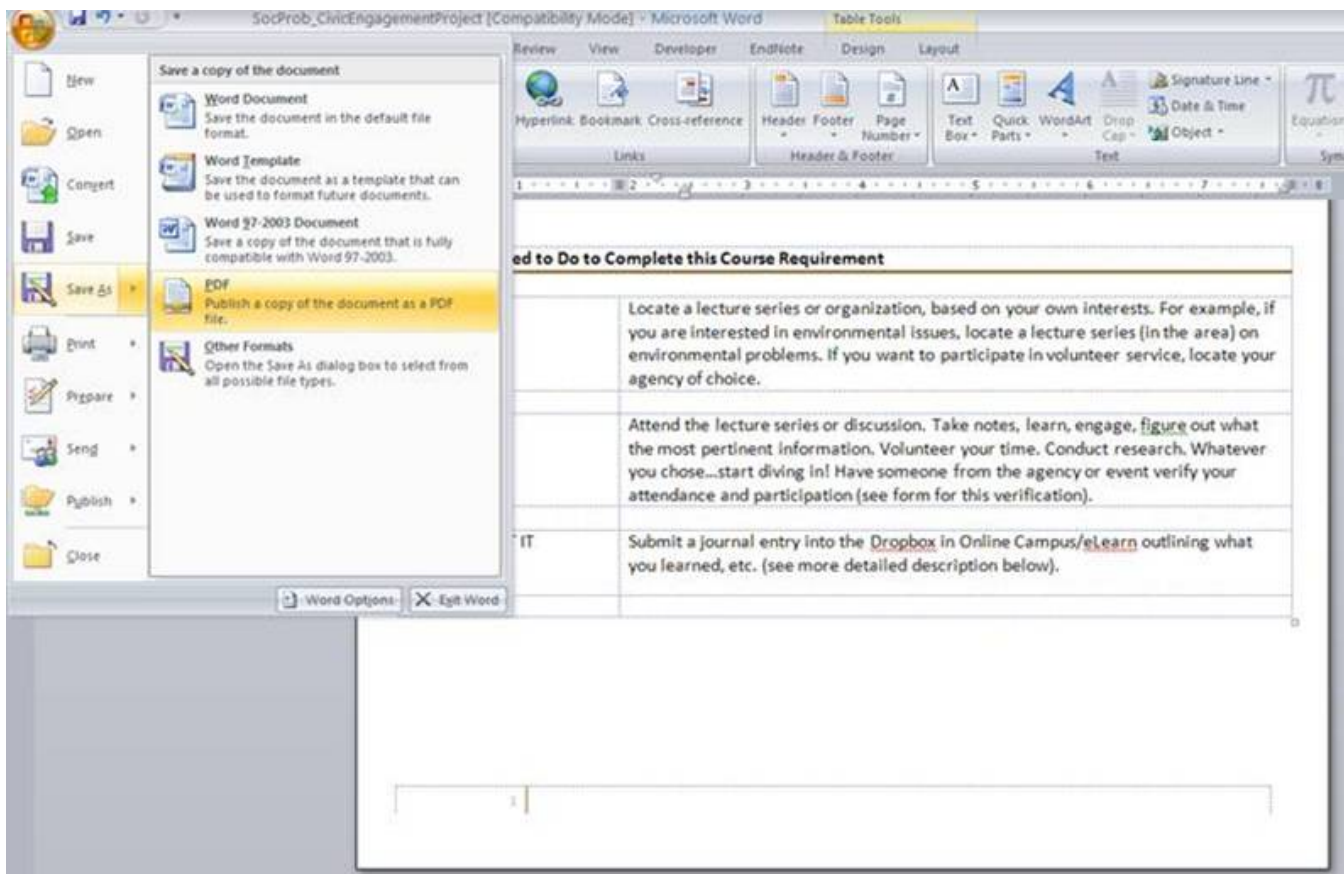 SocProb_CivicEngagementProject [Compatibility Mode] - Microsoft Word
Table Tools
Review View Developer EndNote Design Layout
New
Open
Convert
Save
Save As
Print
Prepare
Send
Publish
Close
Save a copy of the document
Word Document
Save the document in the default file
format.
Word Template
Save the document as a template that can
be used to format future documents.
Word 97-2003 Document
Save a copy of the document that is fully
compatible with Word 97-2003.
PDF
Publish a copy of the document as a PDF
file.
Other Formats
Open the Save As dialog box to select from
all possible file types.
Word Options
Exit Word
Hyperlink Bookmark Cross-reference
Links
Header Footer Page
Number
Header & Footer
Text
Box
Quick
Parts
WordArt
Drop
Cap
Signature Line
Date & Time
Object
Text
π
Equation
Sym
1 2 3 4 5 6 7 8
ed to Do to Complete this Course Requirement
Locate a lecture series or organization, based on your own interests. For example, if
you are interested in environmental issues, locate a lecture series (in the area) on
environmental problems. If you want to participate in volunteer service, locate your
agency of choice.
Attend the lecture series or discussion. Take notes, learn, engage, figure out what
the most pertinent information. Volunteer your time. Conduct research. Whatever
you chose...start diving in! Have someone from the agency or event verify your
attendance and participation (see form for this verification).
IT
Submit a journal entry into the Dropbox in Online Campus/eLearn outlining what
you learned, etc. (see more detailed description below).